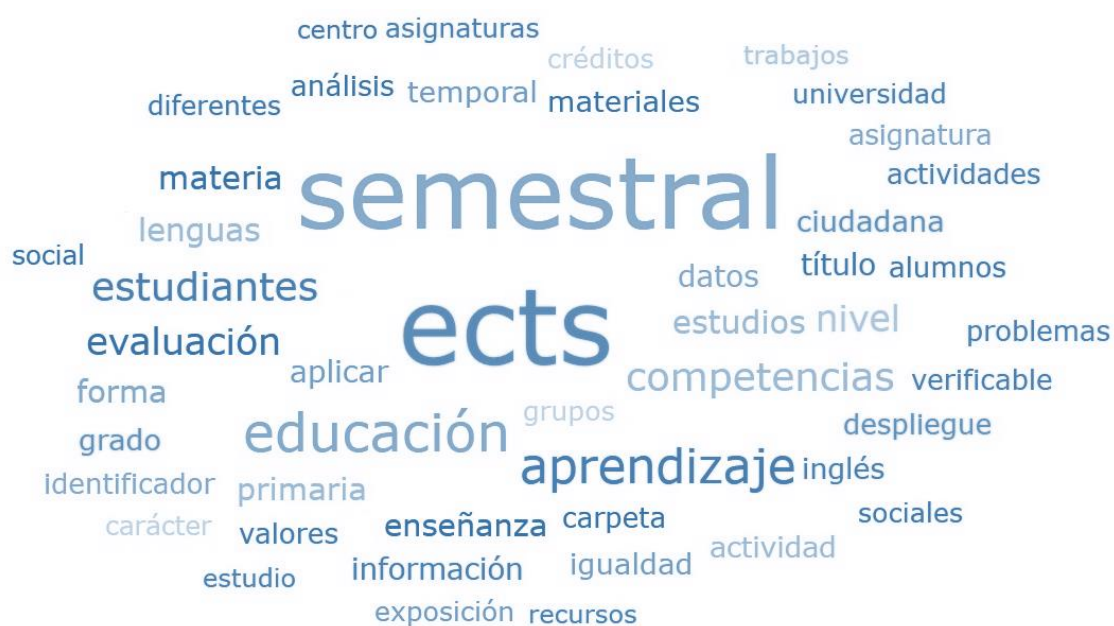 centro asignaturas
créditos
trabajos
análisis temporal materiales
diferentes
universidad
asignatura
materia
semestral
actividades
lenguas
ciudadana
social
título alumnos
estudiantes
datos
ects
estudios nivel
problemas
evaluación
aplicar
competencias verificable
forma
grupos
despliegue
grado
educación
aprendizaje inglés
identificador primaria
carácter
valores
enseñanza carpeta
sociales
estudio
información
igualdad
actividad
exposición recursos